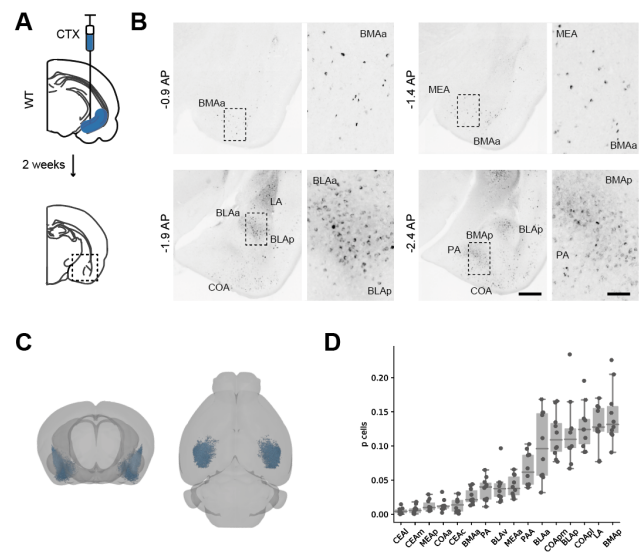 A
CTX
WT
2 weeks
B
-0.9 AP
BMAa
BMAa
-1.4 AP
MEA
BMAa
MEA
BMAa
-1.9 AP
LA
BLAa
BLAp
COA
BLAa
BLAp
-2.4 AP
BMAp
BLAp
PA
COA
BMAp
PA
C
D
p cells
0.20
0.15
0.10
0.05
0.00
CEAl
CEAm
MEAp
COAa
CEAc
BMAa
PA
BLAv
MEAa
PAA
BLAa
COApm
BLAp
COApl
LA
BMAp